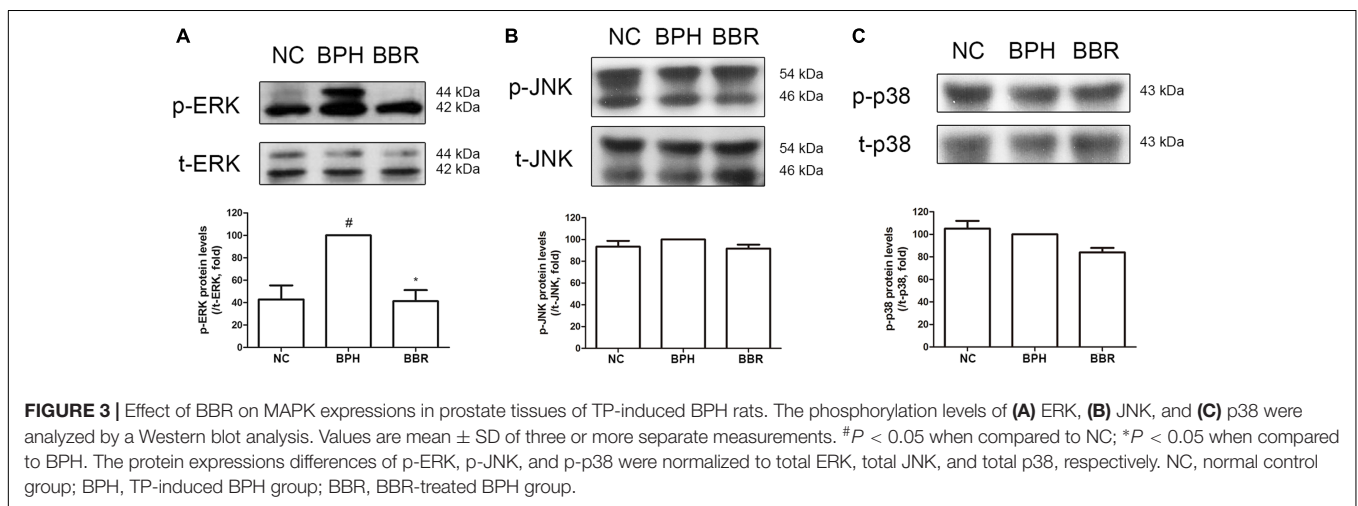 A
NC BPH BBR
p-ERK
44 kDa
42 kDa
t-ERK
44 kDa
42 kDa
p-ERK protein levels
(/t-ERK, fold)
120
100
80
60
40
20
0
#
*
NC BPH BBR
B
NC BPH BBR
p-JNK
54 kDa
46 kDa
t-JNK
54 kDa
46 kDa
p-JNK protein levels
(/t-JNK, fold)
120
100
80
60
40
20
0
NC BPH BBR
C
NC BPH BBR
p-p38
43 kDa
t-p38
43 kDa
p-p38 protein levels
(/t-p38, fold)
120
100
80
60
40
20
0
NC BPH BBR
FIGURE 3 | Effect of BBR on MAPK expressions in prostate tissues of TP-induced BPH rats. The phosphorylation levels of (A) ERK, (B) JNK, and (C) p38 were
analyzed by a Western blot analysis. Values are mean ± SD of three or more separate measurements. #P < 0.05 when compared to NC; *P < 0.05 when compared
to BPH. The protein expressions differences of p-ERK, p-JNK, and p-p38 were normalized to total ERK, total JNK, and total p38, respectively. NC, normal control
group; BPH, TP-induced BPH group; BBR, BBR-treated BPH group.